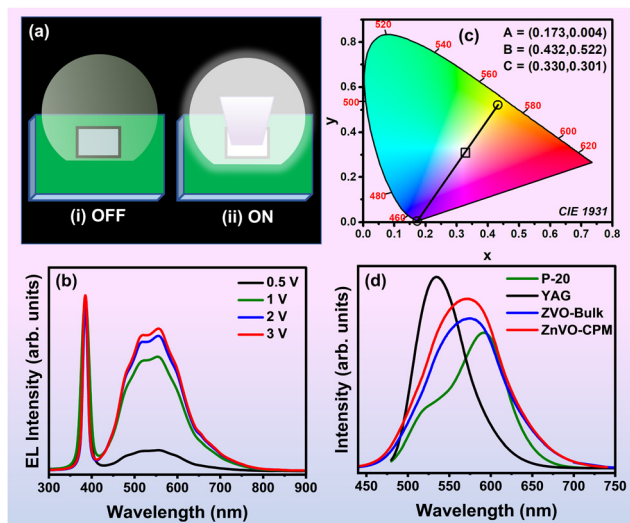 (a)
(i) OFF
(ii) ON
(c)
A = (0.173,0.004)
B = (0.432,0.522)
C = (0.330,0.301)
520
540
560
500
580
600
620
480
460
0.8
0.6
0.4
0.2
0.0
y
0.0 0.1 0.2 0.3 0.4 0.5 0.6 0.7 0.8
x
CIE 1931
(b)
0.5 V
1 V
2 V
3 V
EL Intensity (arb. units)
300 400 500 600 700 800 900
Wavelength (nm)
(d)
P-20
YAG
ZVO-Bulk
ZnVO-CPM
Intensity (arb. units)
450 500 550 600 650 700 750
Wavelength (nm)